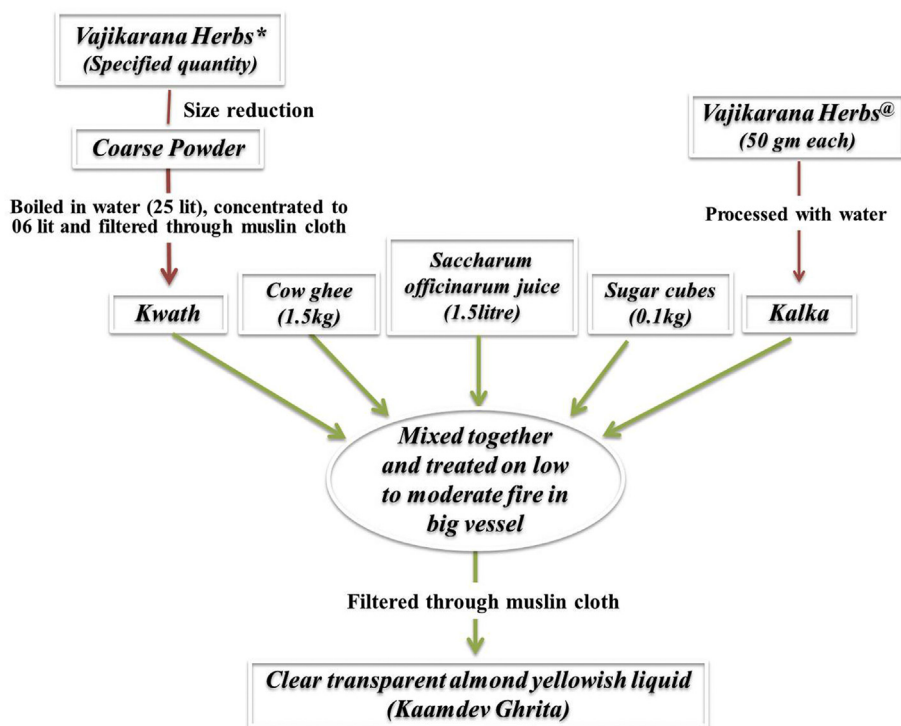 Vajikarana Herbs*
(Specified quantity)
Size reduction
Coarse Powder
Boiled in water (25 lit), concentrated to
06 lit and filtered through muslin cloth
Kwath
Cow ghee
(1.5kg)
Saccharum
officinarum juice
(1.5litre)
Sugar cubes
(0.1kg)
Vajikarana Herbs@
(50 gm each)
Processed with water
Kalka
Mixed together
and treated on low
to moderate fire in
big vessel
Filtered through muslin cloth
Clear transparent almond yellowish liquid
(Kaamdev Ghrita)